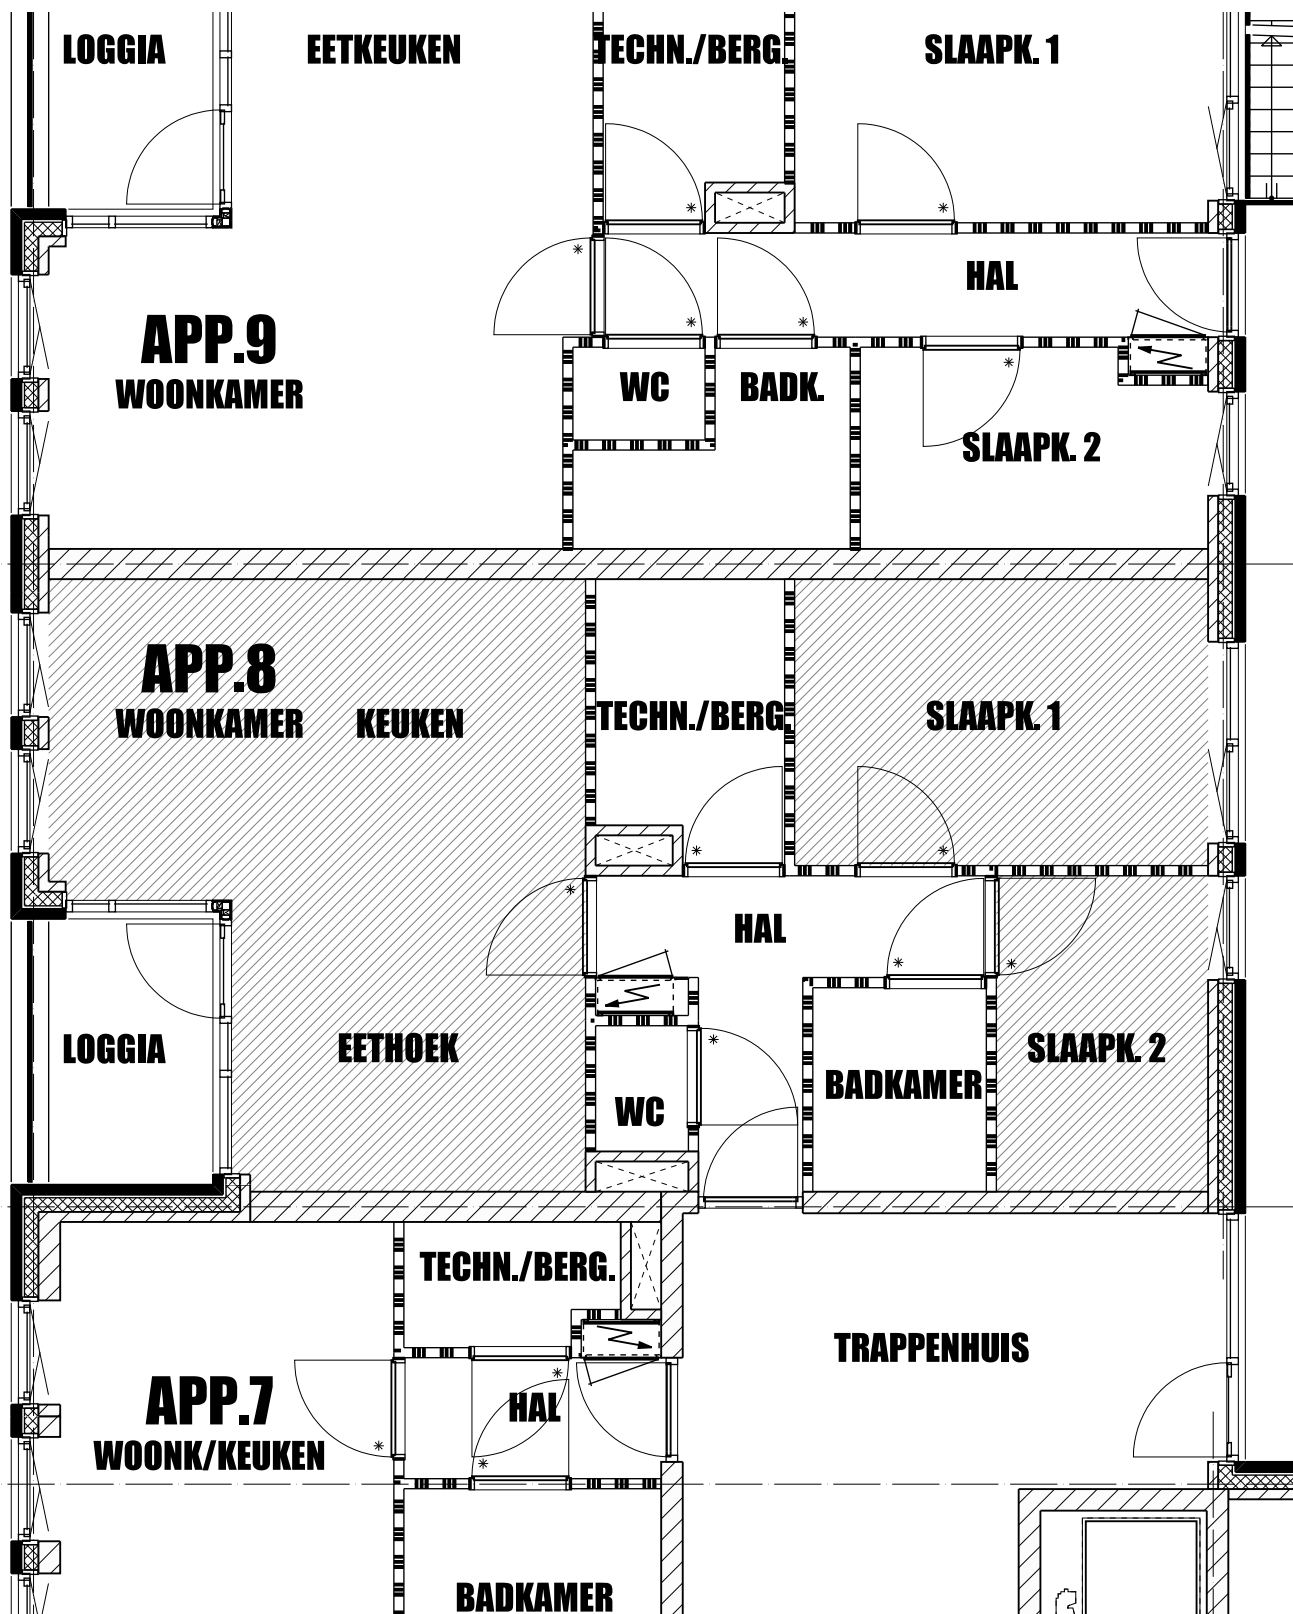 LOGGIA
EETKEUKEN
TECHN./BERG.
SLAAPK. 1
HAL
APP.9
WOONKAMER
WC
BADK.
SLAAPK. 2
APP.8
WOONKAMER
KEUKEN
TECHN./BERG.
SLAAPK. 1
HAL
LOGGIA
EETHOEK
SLAAPK. 2
BADKAMER
WC
TECHN./BERG.
TRAPPENHUIS
APP.7
HAL
WOONK/KEUKEN
BADKAMER